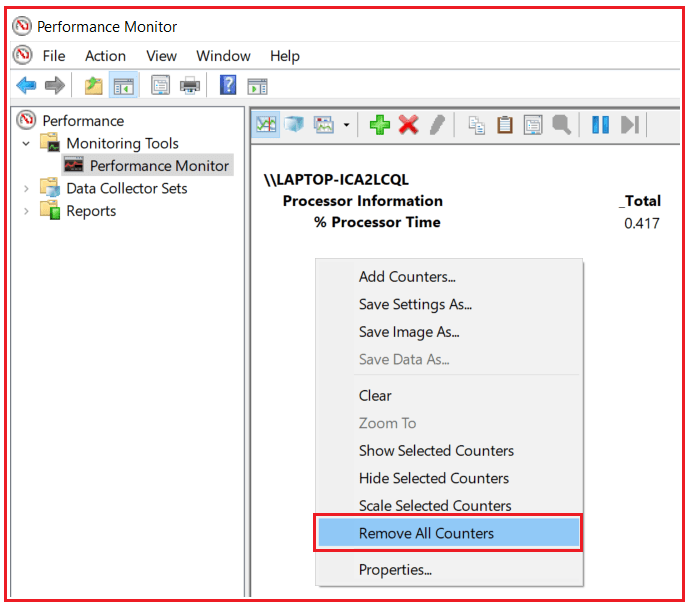 Performance Monitor
File Action View Window Help
Performance
Monitoring Tools
Performance Monitor
Data Collector Sets
Reports
\\LAPTOP-ICA2LCQL
Processor Information _Total
% Processor Time 0.417
Add Counters...
Save Settings As...
Save Image As...
Save Data As...
Clear
Zoom To
Show Selected Counters
Hide Selected Counters
Scale Selected Counters
Remove All Counters
Properties...